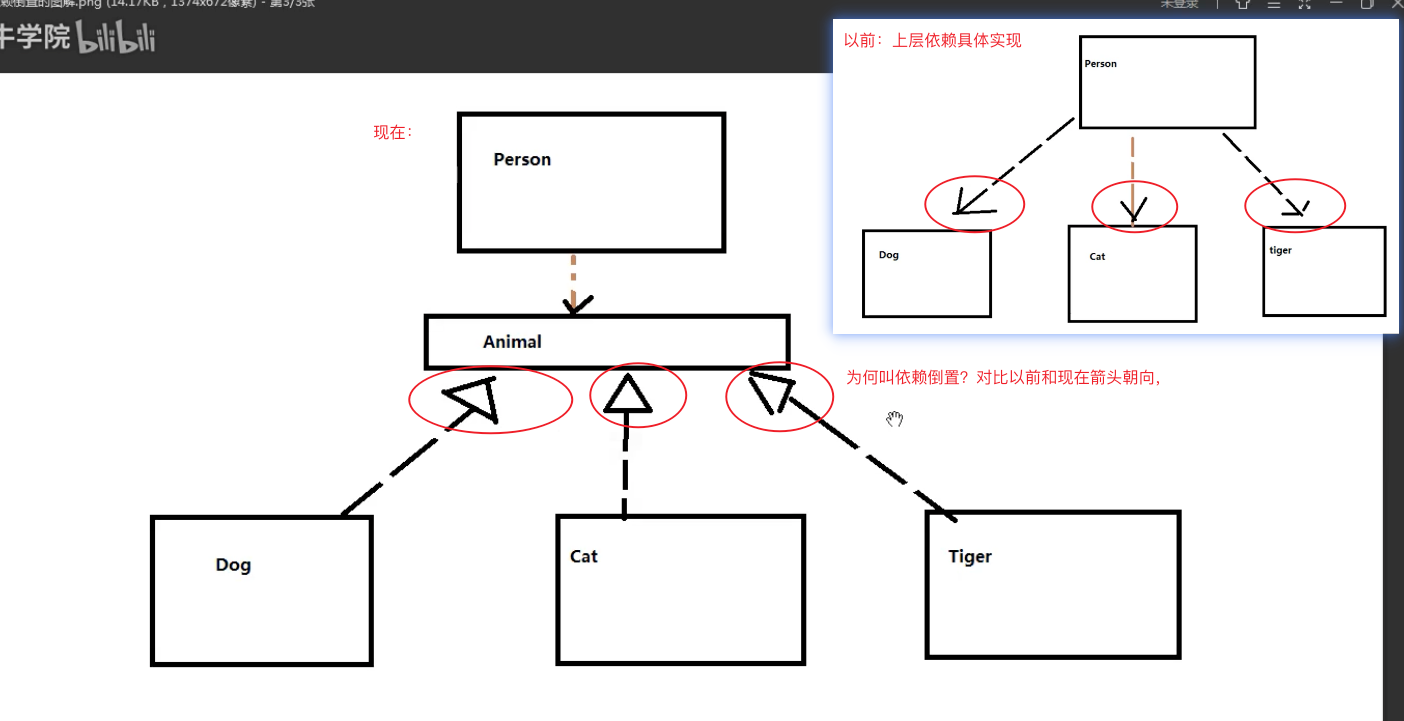 赖倒置的图解.png (14.17KB , 1374x672像素) - 第3/3张
未登录
牛学院 bilibili
以前：上层依赖具体实现
Person
Dog
Cat
tiger
现在：
Person
Animal
为何叫依赖倒置？对比以前和现在箭头朝向，
Dog
Cat
Tiger